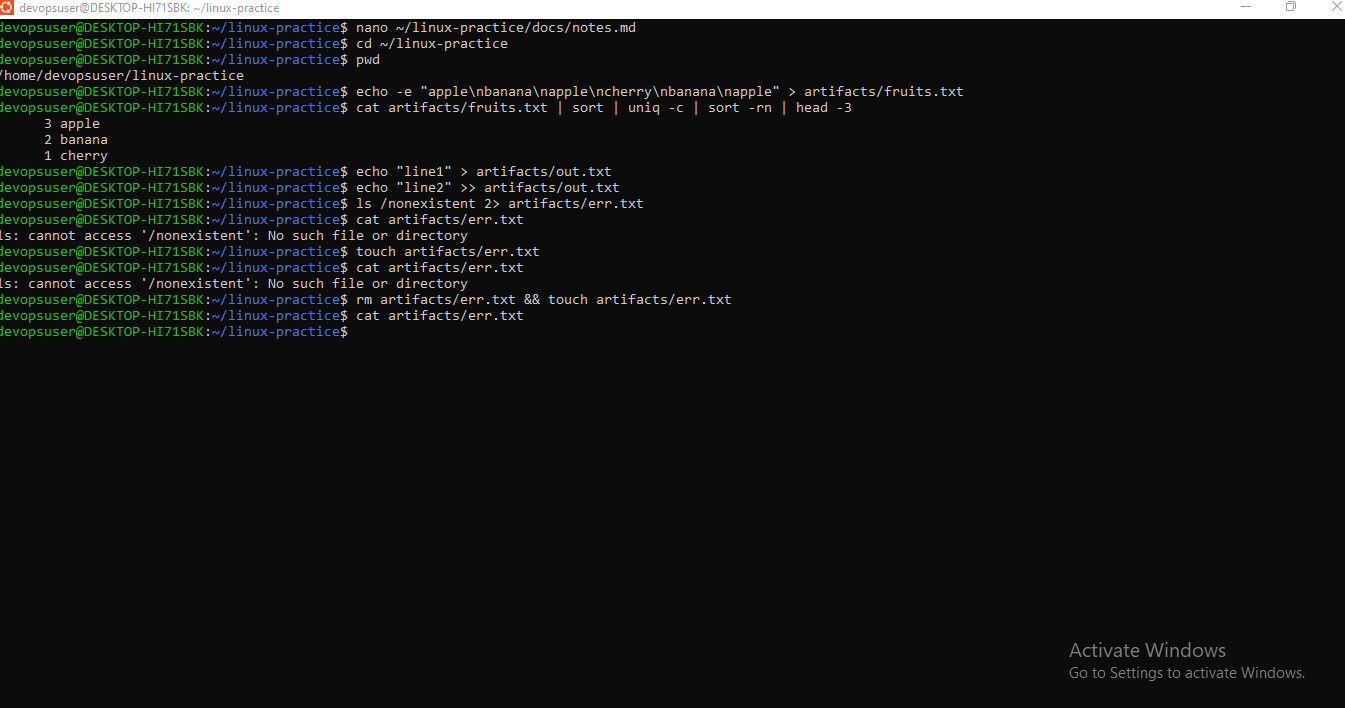 devopsuser@DESKTOP-HI71SBK: ~/linux-practice
devopsuser@DESKTOP-HI71SBK:~/linux-practice$ nano ~/linux-practice/docs/notes.md
devopsuser@DESKTOP-HI71SBK:~/linux-practice$ cd ~/linux-practice
devopsuser@DESKTOP-HI71SBK:~/linux-practice$ pwd
/home/devopsuser/linux-practice
devopsuser@DESKTOP-HI71SBK:~/linux-practice$ echo -e "apple\nbanana\napple\ncherry\nbanana\napple" > artifacts/fruits.txt
devopsuser@DESKTOP-HI71SBK:~/linux-practice$ cat artifacts/fruits.txt | sort | uniq -c | sort -rn | head -3
      3 apple
      2 banana
      1 cherry
devopsuser@DESKTOP-HI71SBK:~/linux-practice$ echo "line1" > artifacts/out.txt
devopsuser@DESKTOP-HI71SBK:~/linux-practice$ echo "line2" >> artifacts/out.txt
devopsuser@DESKTOP-HI71SBK:~/linux-practice$ ls /nonexistent 2> artifacts/err.txt
devopsuser@DESKTOP-HI71SBK:~/linux-practice$ cat artifacts/err.txt
ls: cannot access '/nonexistent': No such file or directory
devopsuser@DESKTOP-HI71SBK:~/linux-practice$ touch artifacts/err.txt
devopsuser@DESKTOP-HI71SBK:~/linux-practice$ cat artifacts/err.txt
ls: cannot access '/nonexistent': No such file or directory
devopsuser@DESKTOP-HI71SBK:~/linux-practice$ rm artifacts/err.txt && touch artifacts/err.txt
devopsuser@DESKTOP-HI71SBK:~/linux-practice$ cat artifacts/err.txt
devopsuser@DESKTOP-HI71SBK:~/linux-practice$
Activate Windows
Go to Settings to activate Windows.